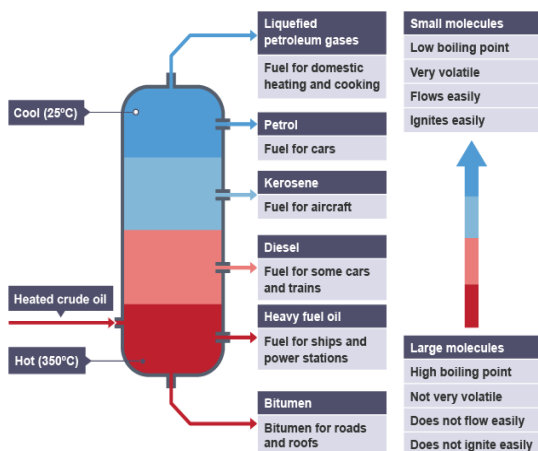 Cool (25°C)
Heated crude oil
Hot (350°C)
Liquefied
petroleum gases
Fuel for domestic
heating and cooking
Petrol
Fuel for cars
Kerosene
Fuel for aircraft
Diesel
Fuel for some cars
and trains
Heavy fuel oil
Fuel for ships and
power stations
Bitumen
Bitumen for roads
and roofs
Small molecules
Low boiling point
Very volatile
Flows easily
Ignites easily
Large molecules
High boiling point
Not very volatile
Does not flow easily
Does not ignite easily